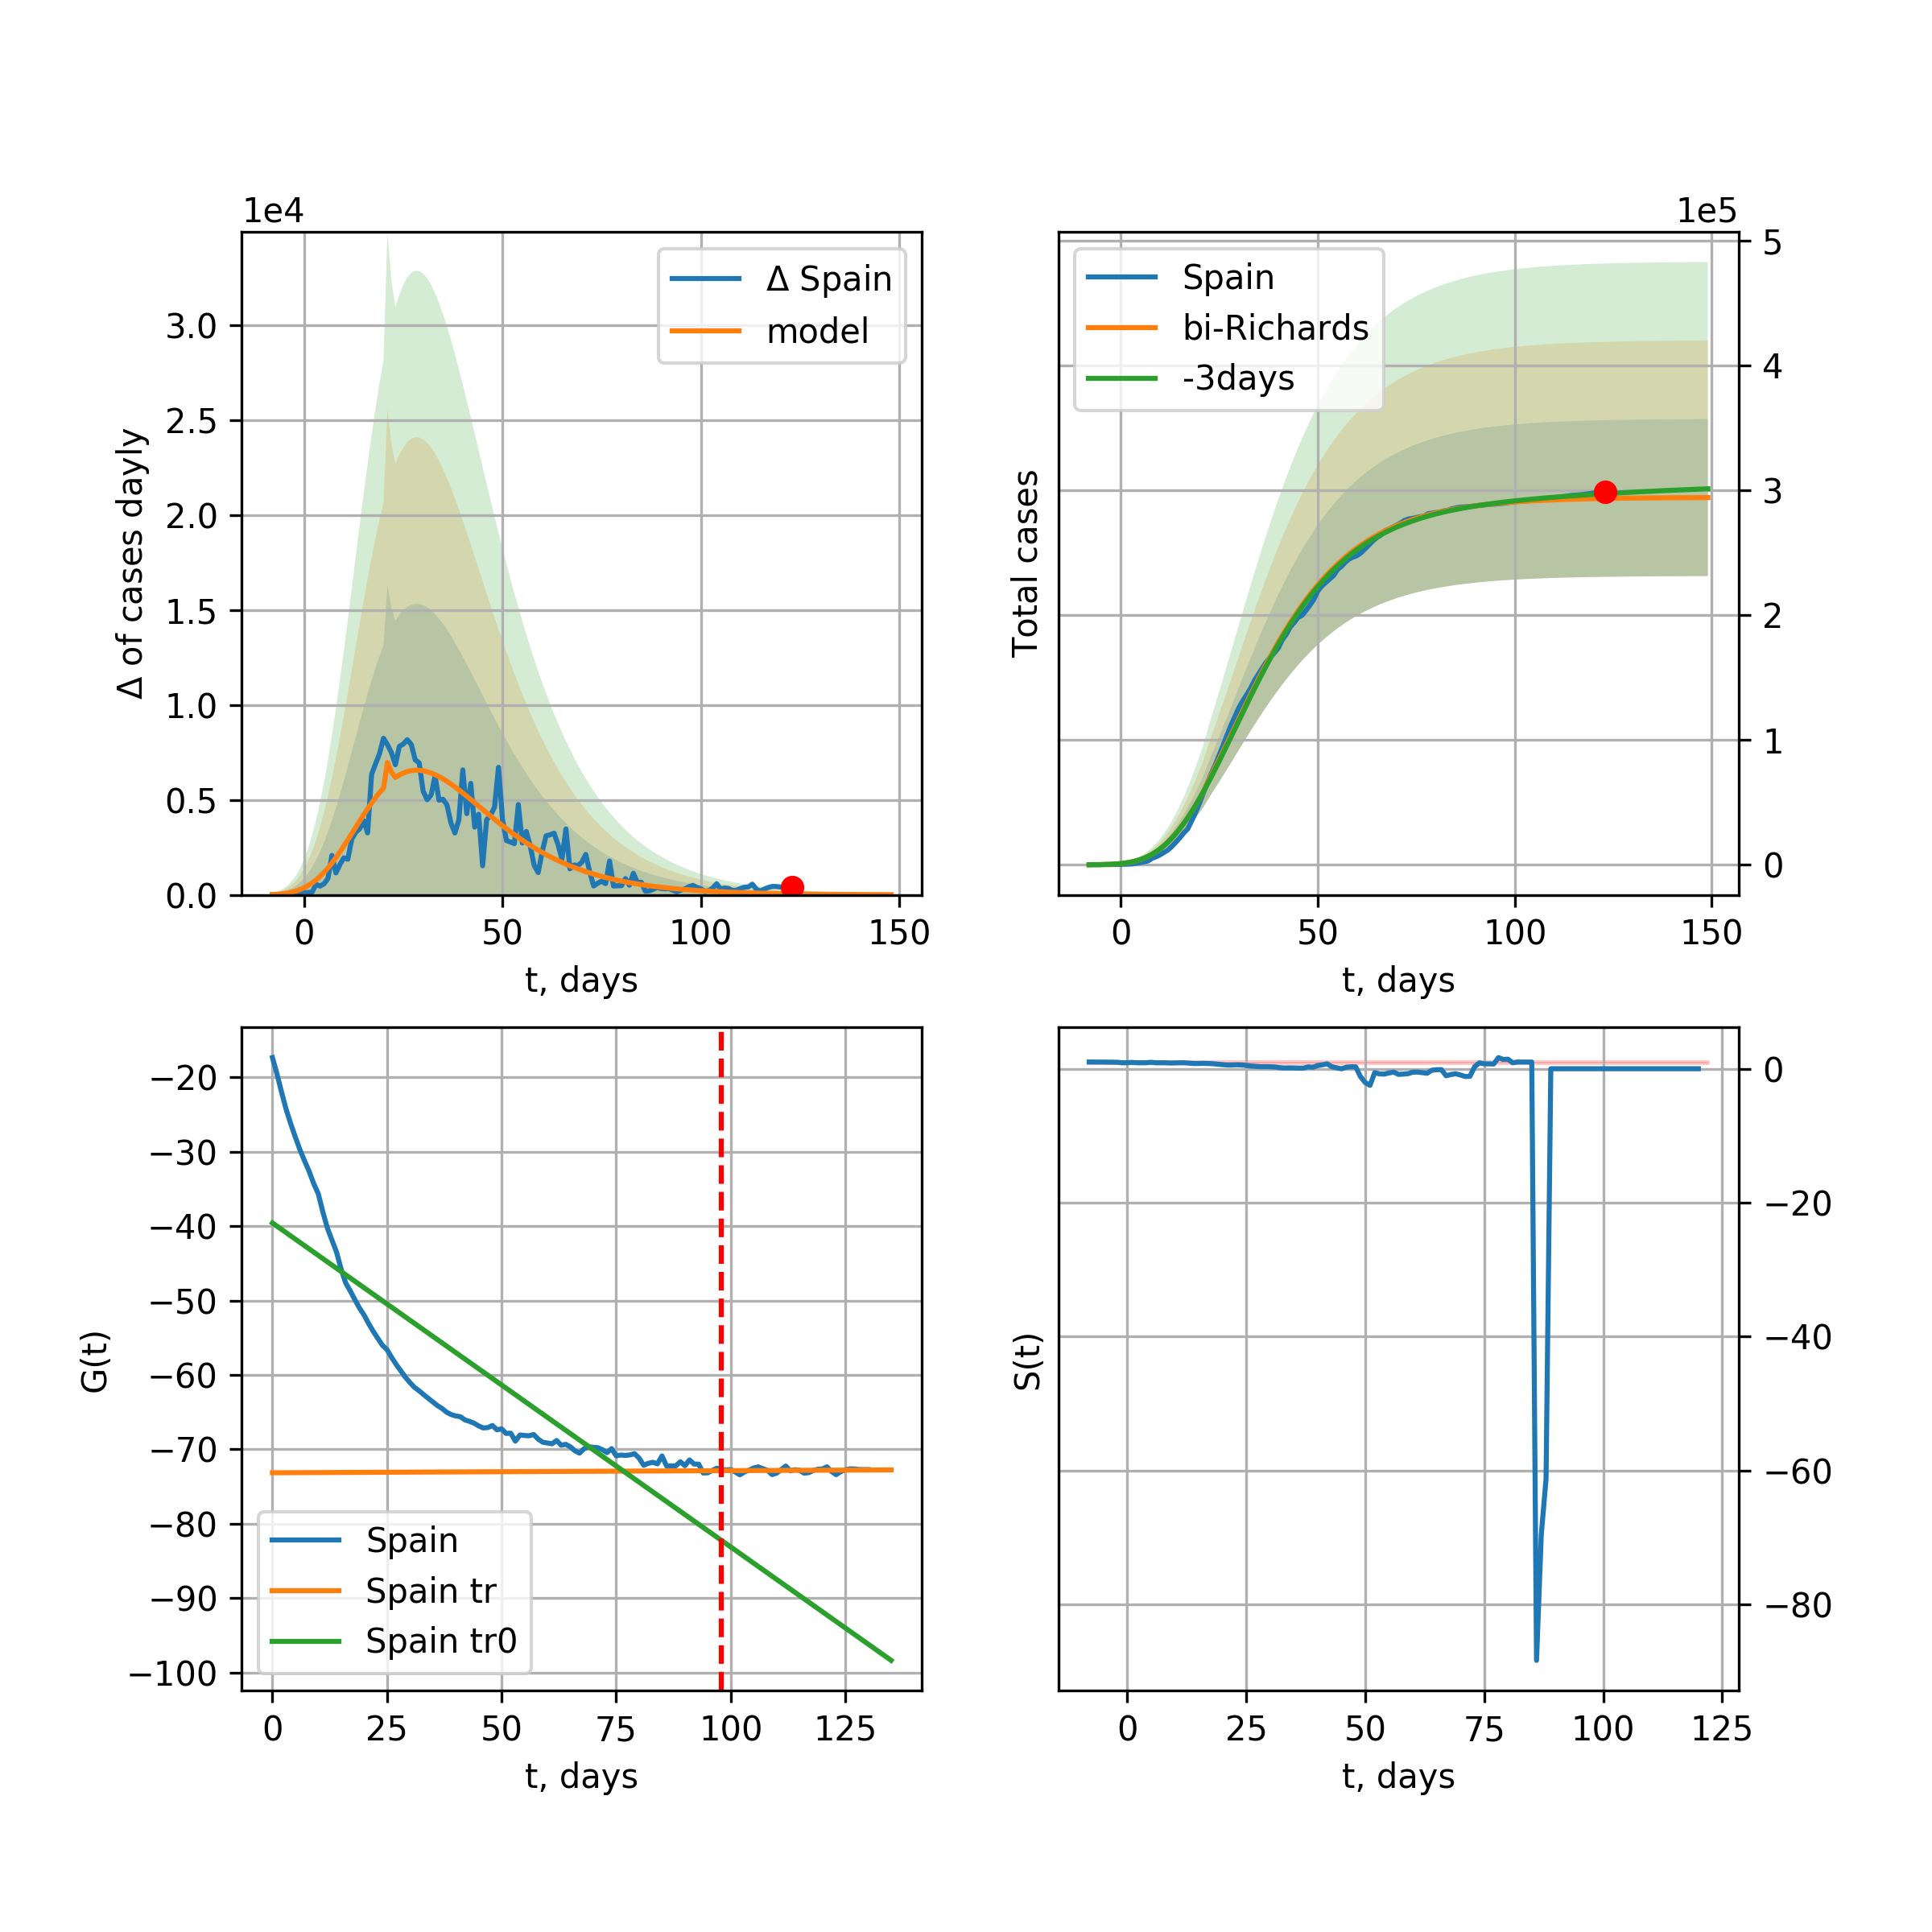 1e4
Δ of cases dayly
3.0
2.5
2.0
1.5
1.0
0.5
0.0
Δ Spain
model
0 50 100 150
t, days
1e5
Total cases
Spain
bi-Richards
-3days
5
4
3
2
1
0
0 50 100 150
t, days
G(t)
−20
−30
−40
−50
−60
−70
−80
−90
−100
Spain
Spain tr
Spain tr0
0 25 50 75 100 125
t, days
S(t)
0
−20
−40
−60
−80
0 25 50 75 100 125
t, days